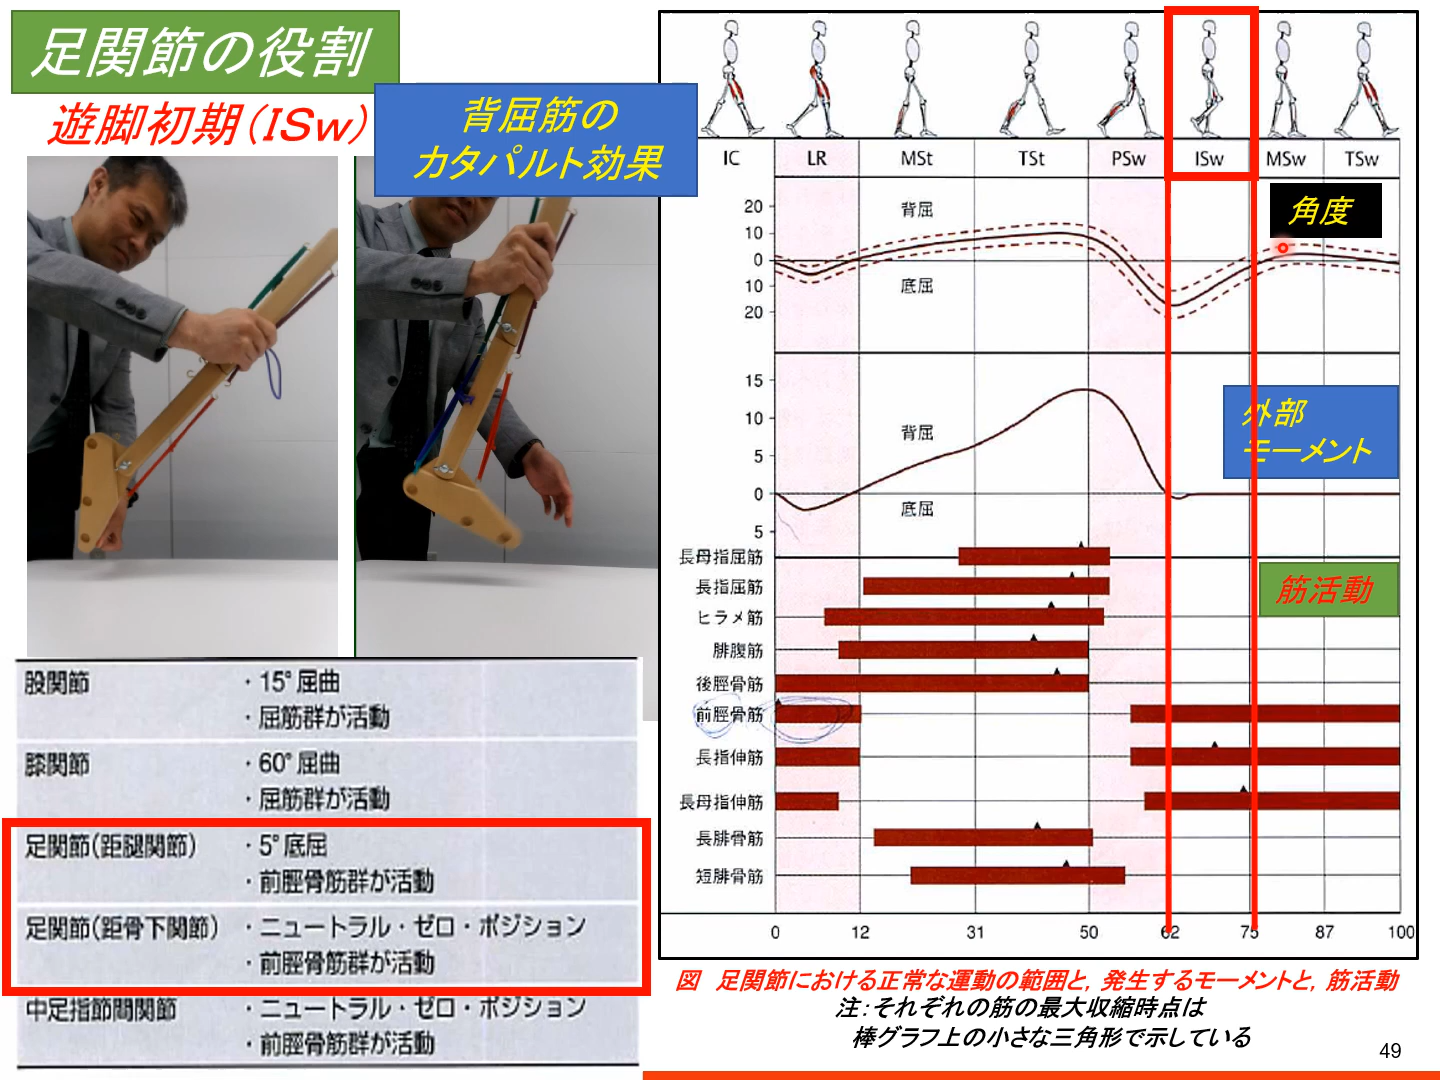 足関節の役割
遊脚初期（ISw）
背屈筋の
カタパルト効果
股関節
・15°屈曲
・屈筋群が活動
膝関節
・60°屈曲
・屈筋群が活動
足関節（距腿関節）
・5°底屈
・前脛骨筋群が活動
足関節（距骨下関節）
・ニュートラル・ゼロ・ポジション
・前脛骨筋群が活動
中足指節間関節
・ニュートラル・ゼロ・ポジション
・前脛骨筋群が活動
IC LR MSt TSt PSw ISw MSw TSw
角度
20
10
0
10
20
背屈
底屈
外部
モーメント
15
10
5
0
5
背屈
底屈
筋活動
長母指屈筋
長指屈筋
ヒラメ筋
腓腹筋
後脛骨筋
前脛骨筋
長指伸筋
長母指伸筋
長腓骨筋
短腓骨筋
0 12 31 50 62 75 87 100
図　足関節における正常な運動の範囲と，発生するモーメントと，筋活動
注：それぞれの筋の最大収縮時点は
棒グラフ上の小さな三角形で示している
49